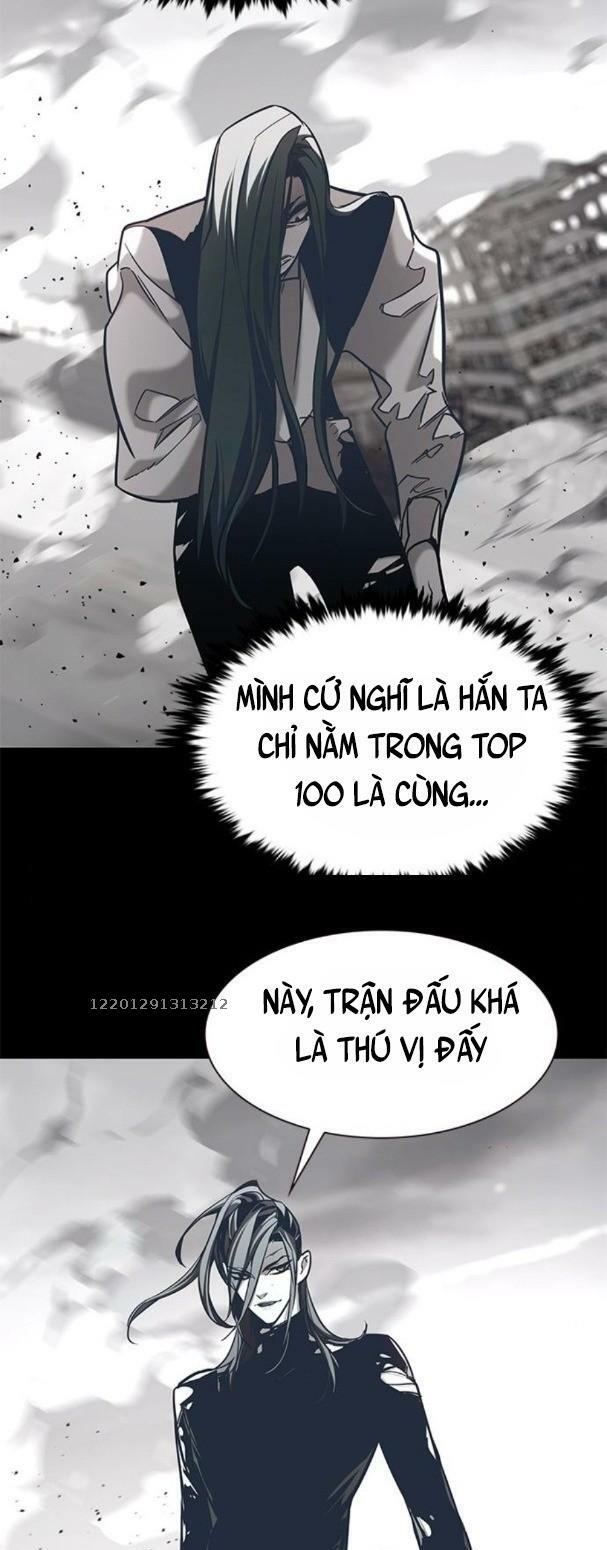 MÌNH CỨ NGHĨ LÀ HẮN TA
CHỈ NẰM TRONG TOP
100 LÀ CÙNG...
12201291313212
NÀY, TRẬN ĐẤU KHÁ
LÀ THÚ VỊ ĐẤY